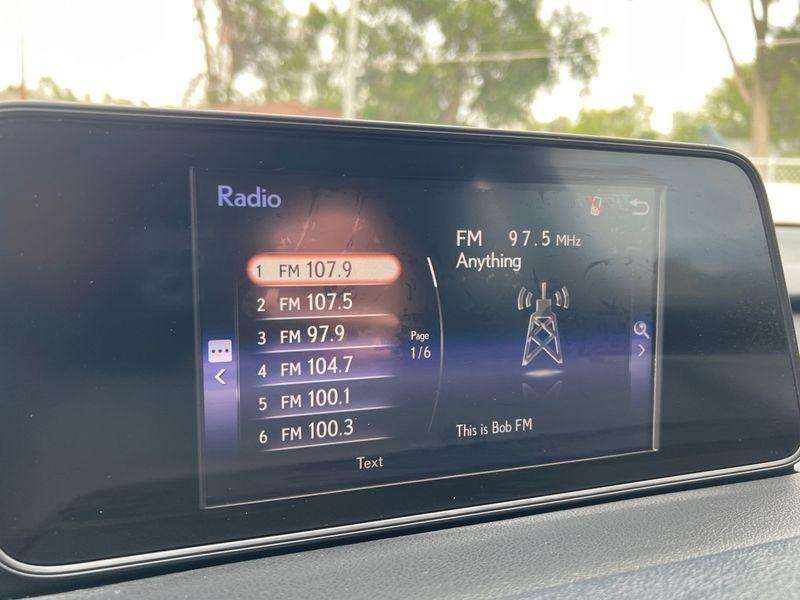 Radio
1 FM 107.9
2 FM 107.5
3 FM 97.9
4 FM 104.7
5 FM 100.1
6 FM 100.3
Page
1/6
FM 97.5 MHz
Anything
This is Bob FM
Text